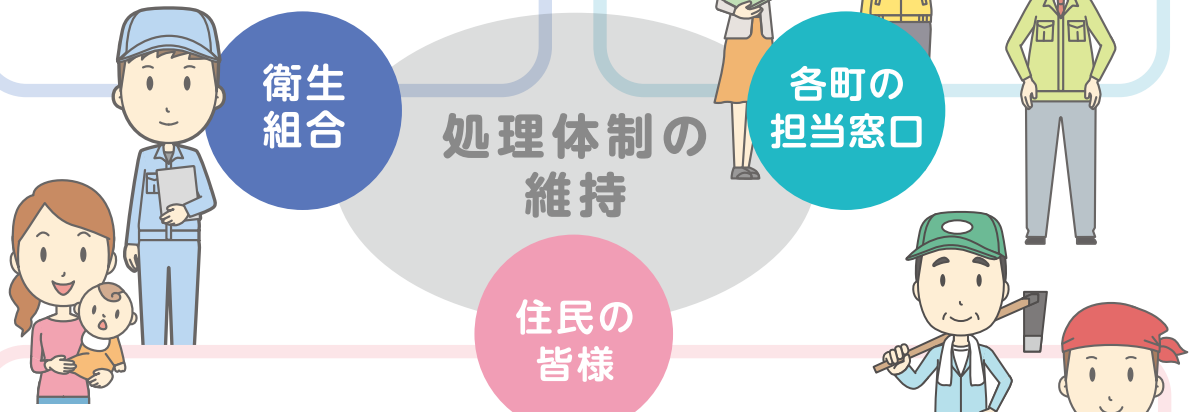 衛生
組合
処理体制の
維持
各町の
担当窓口
住民の
皆様